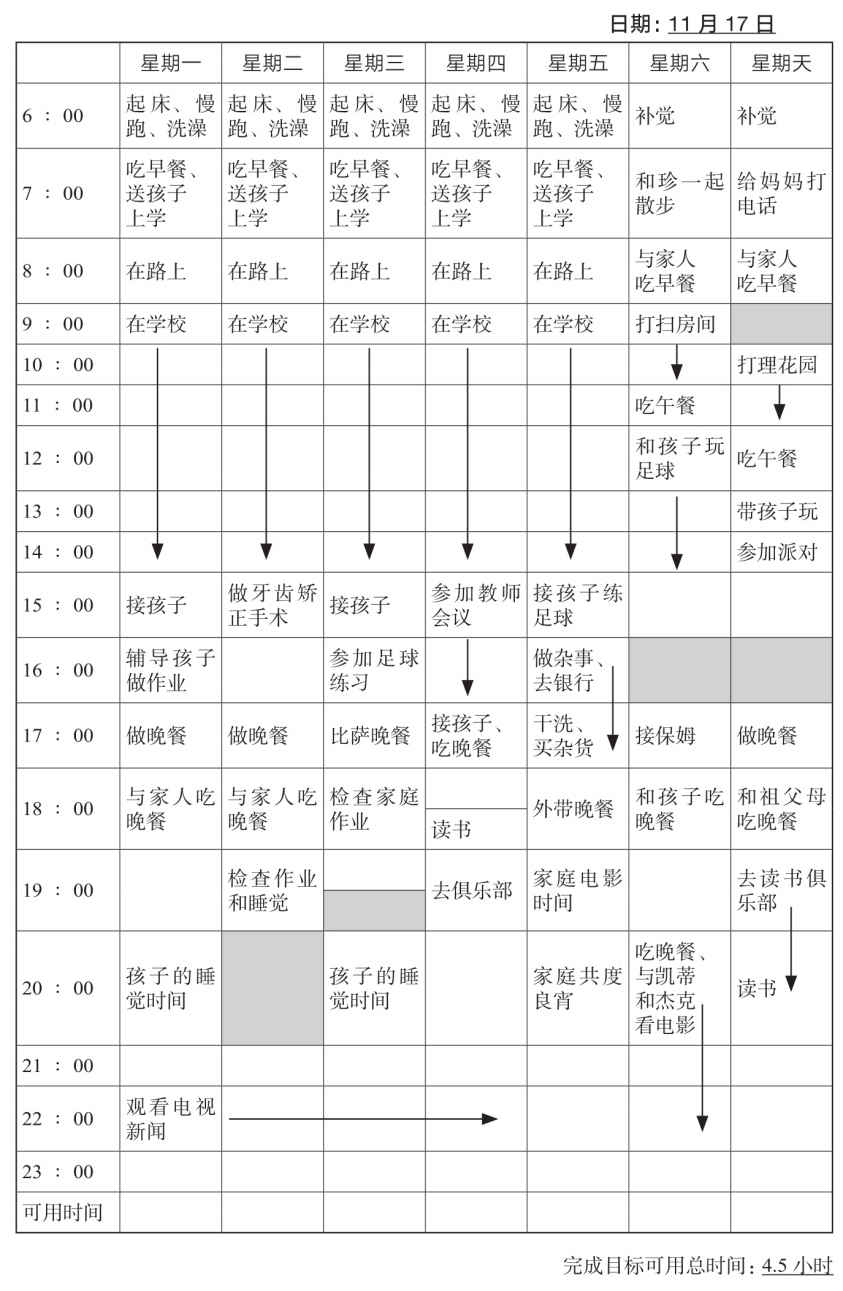 日期：11 月 17 日
星期一 星期二 星期三 星期四 星期五 星期六 星期天
6 ： 00 起床、慢 起床、慢 起床、慢 起床、慢 起床、慢 补觉 补觉
跑、洗澡 跑、洗澡 跑、洗澡 跑、洗澡 跑、洗澡
吃早餐、 吃早餐、 吃早餐、 吃早餐、 吃早餐、
7 ： 00 送孩子 送孩子 送孩子 送孩子 送孩子 和珍一起 给妈妈打
上学 上学 上学 上学 上学 散步 电话
8 ： 00 在路上 在路上 在路上 在路上 在路上 与家人 与家人
吃早餐 吃早餐
9 ： 00 在学校 在学校 在学校 在学校 在学校 打扫房间
10 ： 00 打理花园
11 ： 00 吃午餐
12 ： 00 和孩子玩 吃午餐
足球
13 ： 00 带孩子玩
14 ： 00 参加派对
15 ： 00 接孩子 做牙齿矫 接孩子 参加教师 接孩子练
正手术 会议 足球
16 ： 00 辅导孩子 参加足球 做杂事、
做作业 练习 去银行
17 ： 00 做晚餐 做晚餐 比萨晚餐 接孩子、 干洗、 接保姆 做晚餐
吃晚餐 买杂货
18 ： 00 与家人吃 与家人吃 检查家庭 外带晚餐 和孩子吃 和祖父母
晚餐 晚餐 作业 读书 晚餐 吃晚餐
19 ： 00 检查作业 去俱乐部 家庭电影 去读书俱
和睡觉 时间 乐部
吃晚餐、
20 ： 00 孩子的睡 孩子的睡 家庭共度 与凯蒂 读书
觉时间 觉时间 良宵 和杰克
看电影
21 ： 00
22 ： 00 观看电视
新闻
23 ： 00
可用时间
完成目标可用总时间：4.5 小时